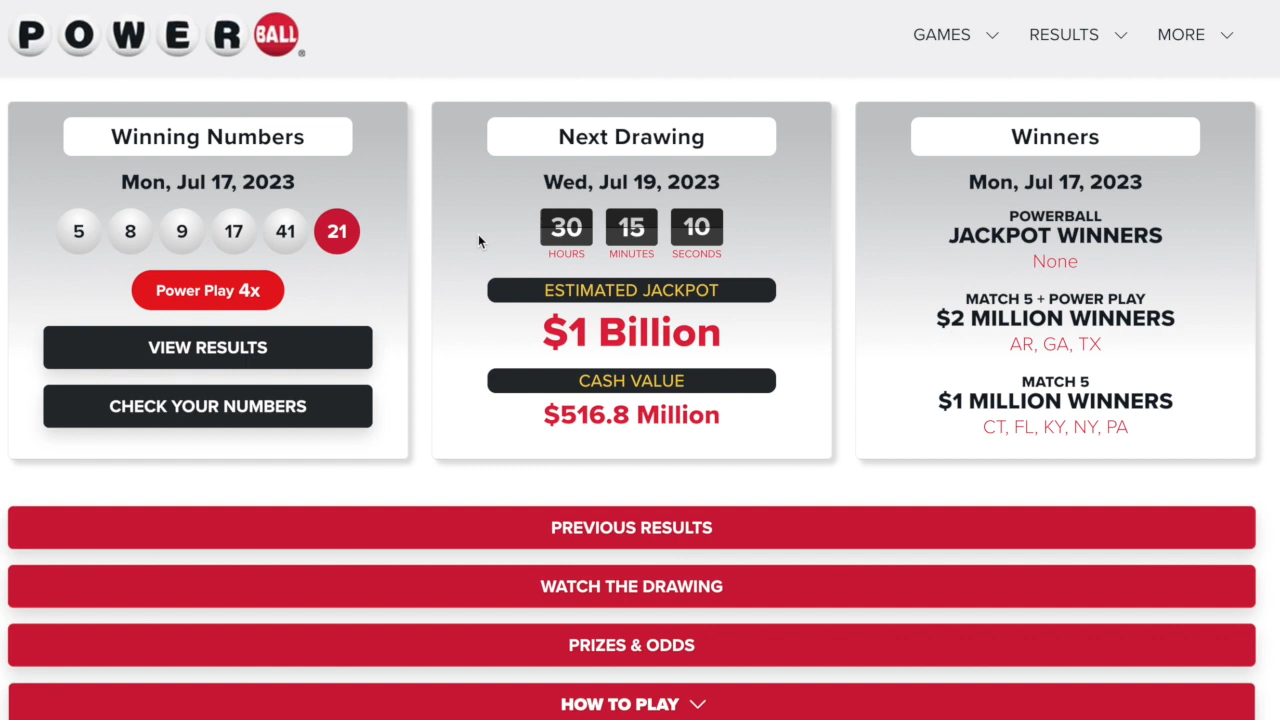 POWER BALL ®
GAMES
RESULTS
MORE
Winning Numbers
Mon, Jul 17, 2023
5 8 9 17 41 21
Power Play 4x
VIEW RESULTS
CHECK YOUR NUMBERS
Next Drawing
Wed, Jul 19, 2023
30 15 10
HOURS MINUTES SECONDS
ESTIMATED JACKPOT
$1 Billion
CASH VALUE
$516.8 Million
Winners
Mon, Jul 17, 2023
POWERBALL
JACKPOT WINNERS
None
MATCH 5 + POWER PLAY
$2 MILLION WINNERS
AR, GA, TX
MATCH 5
$1 MILLION WINNERS
CT, FL, KY, NY, PA
PREVIOUS RESULTS
WATCH THE DRAWING
PRIZES & ODDS
HOW TO PLAY